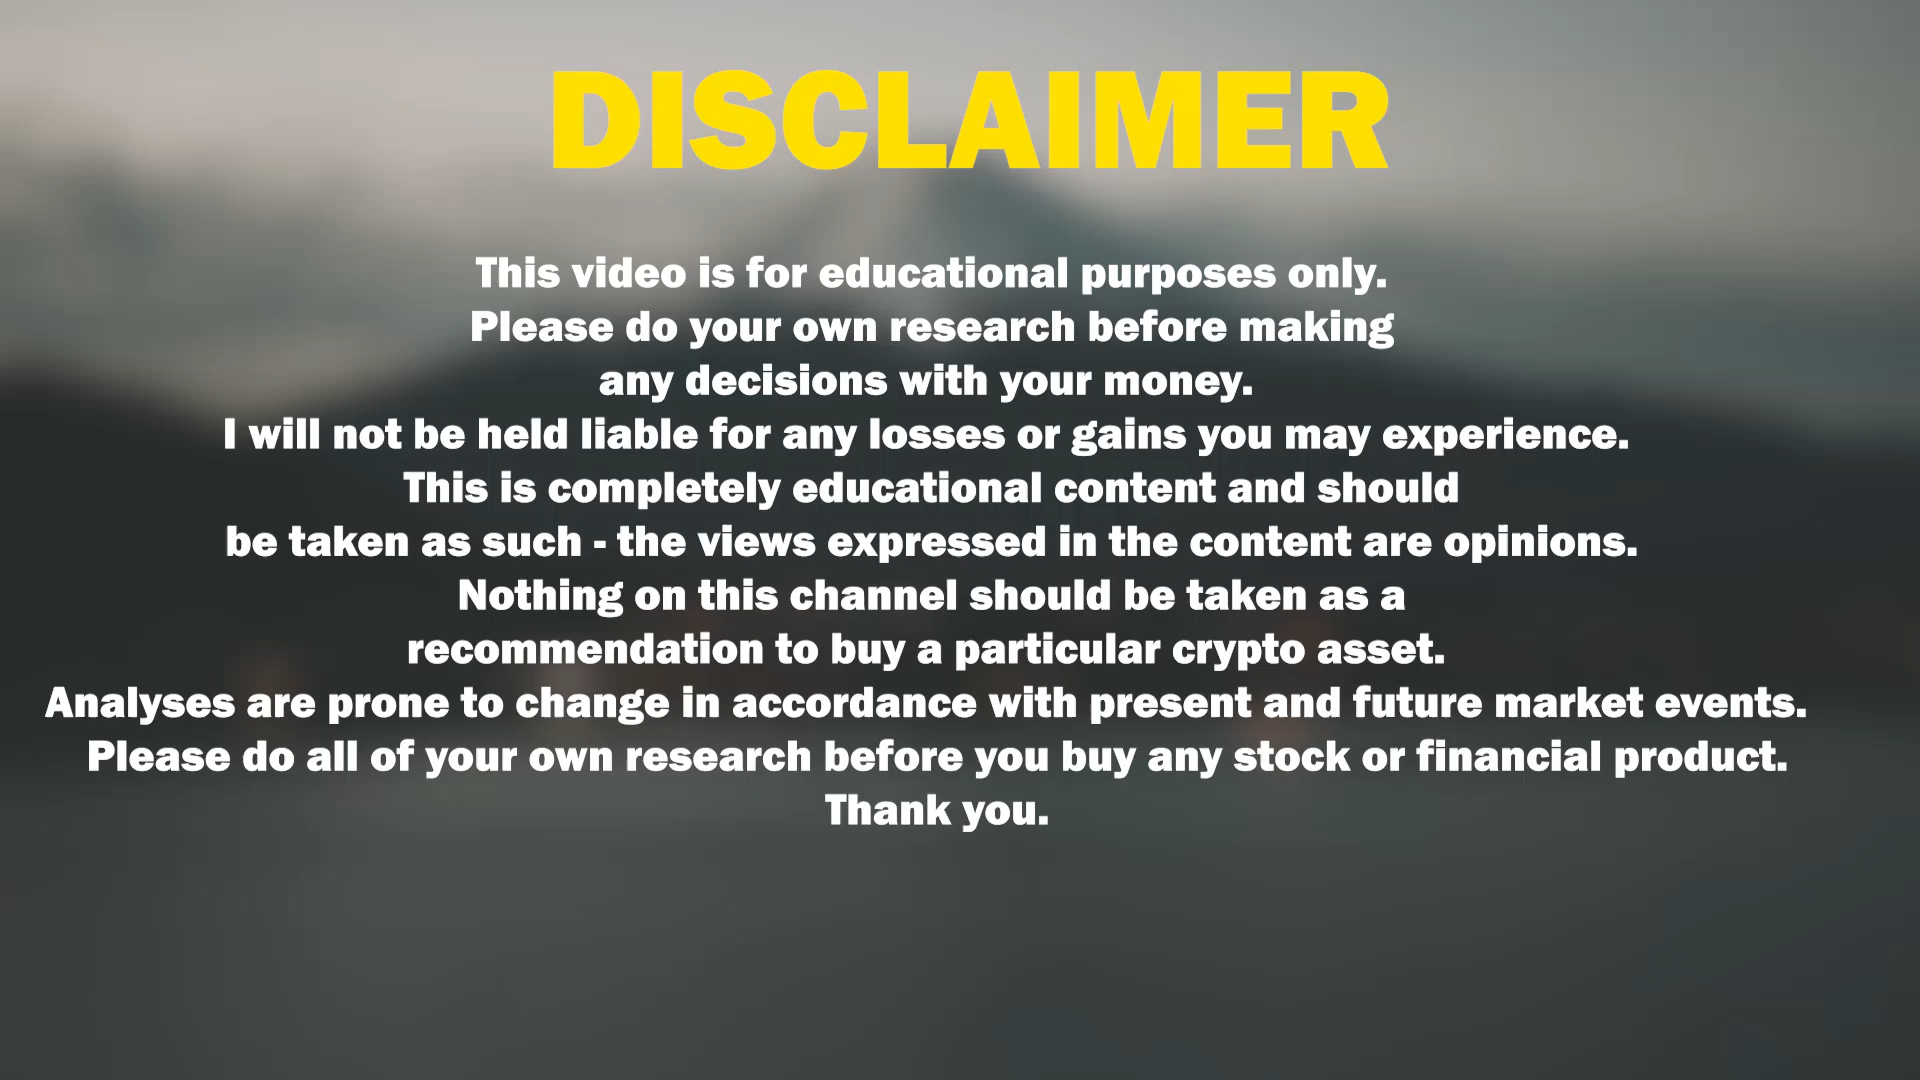 DISCLAIMER
This video is for educational purposes only.
Please do your own research before making
any decisions with your money.
I will not be held liable for any losses or gains you may experience.
This is completely educational content and should
be taken as such - the views expressed in the content are opinions.
Nothing on this channel should be taken as a
recommendation to buy a particular crypto asset.
Analyses are prone to change in accordance with present and future market events.
Please do all of your own research before you buy any stock or financial product.
Thank you.